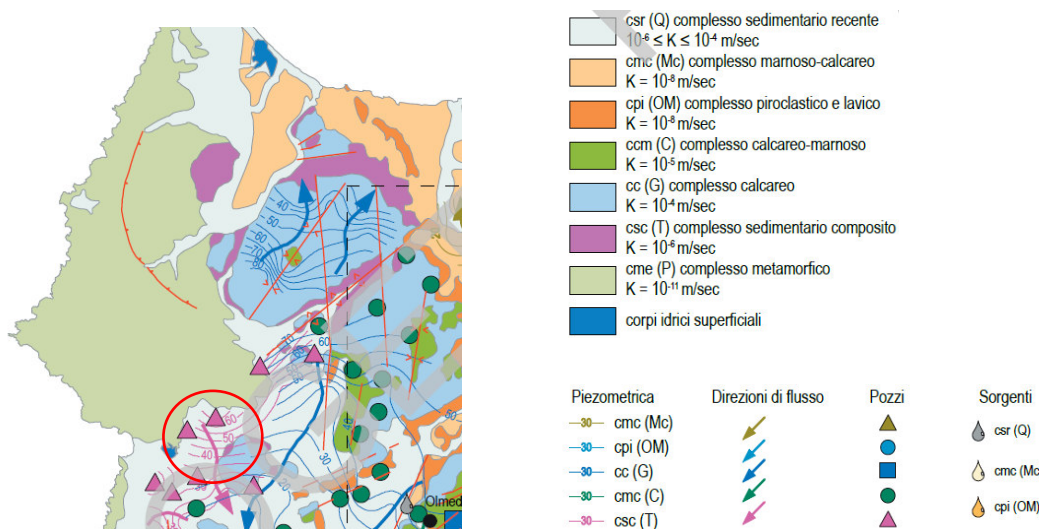 csr (Q) complesso sedimentario recente
10⁻⁶ ≤ K ≤ 10⁻⁴ m/sec
cmc (Mc) complesso marnoso-calcareo
K = 10⁻⁸ m/sec
cpi (OM) complesso piroclastico e lavico
K = 10⁻⁸ m/sec
ccm (C) complesso calcareo-marnoso
K = 10⁻⁵ m/sec
cc (G) complesso calcareo
K = 10⁻⁴ m/sec
csc (T) complesso sedimentario composito
K = 10⁻⁶ m/sec
cme (P) complesso metamorfico
K = 10⁻¹¹ m/sec
corpi idrici superficiali
Piezometrica Direzioni di flusso Pozzi Sorgenti
30 cmc (Mc)
30 cpi (OM)
30 cc (G)
30 cmc (C)
30 csc (T)
csr (Q)
cmc (Mc
cpi (OM)
40
50
60
70
80
60
60
50
40
30
50
Olmed